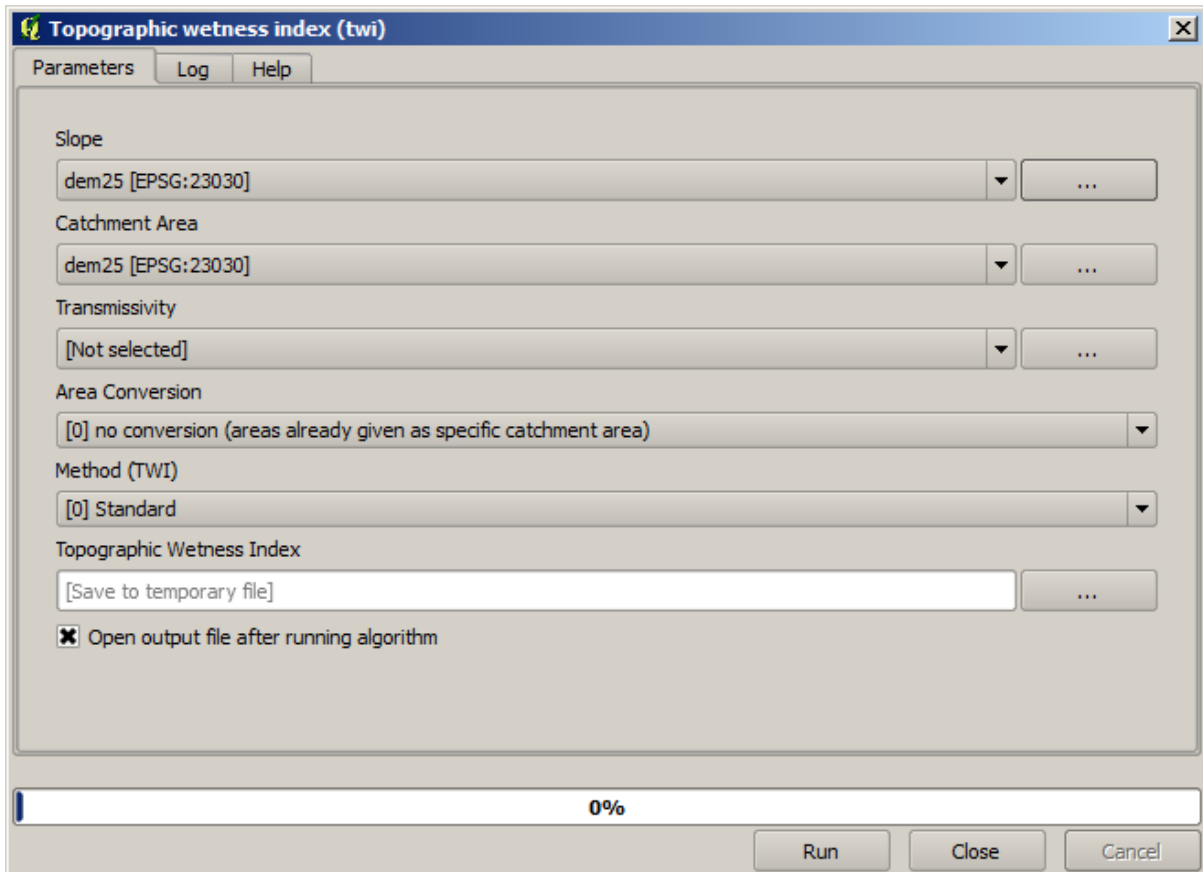 Topographic wetness index (twi)
Parameters Log Help
Slope
dem25 [EPSG:23030] ...
Catchment Area
dem25 [EPSG:23030] ...
Transmissivity
[Not selected] ...
Area Conversion
[0] no conversion (areas already given as specific catchment area)
Method (TWI)
[0] Standard
Topographic Wetness Index
[Save to temporary file] ...
Open output file after running algorithm
0%
Run Close Cancel